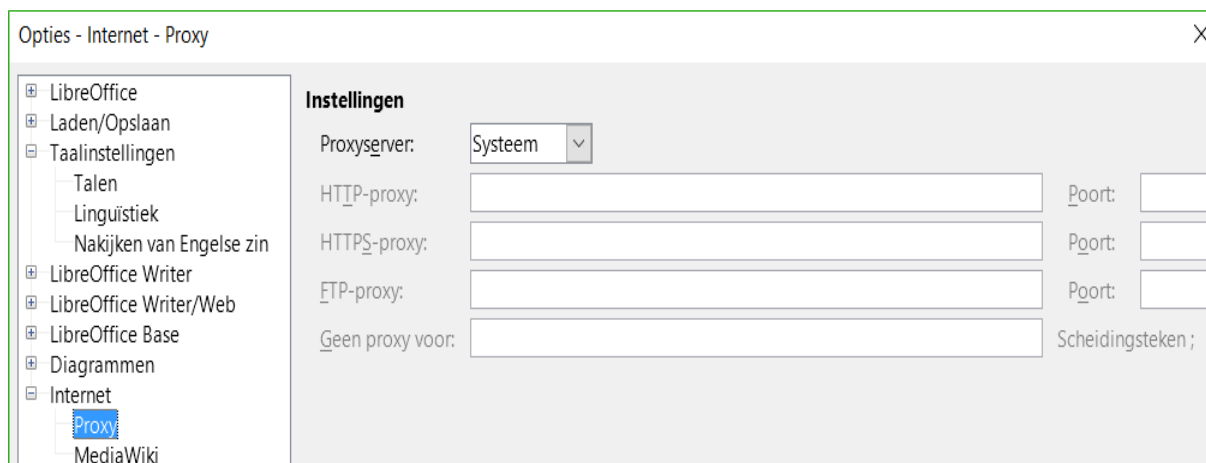 Opties - Internet - Proxy
LibreOffice
Laden/Opslaan
Taalinstellingen
Talen
Linguïstiek
Nakijken van Engelse zin
LibreOffice Writer
LibreOffice Writer/Web
LibreOffice Base
Diagrammen
Internet
Proxy
MediaWiki
Instellingen
Proxyserver: Systeem
HTTP-proxy: Poort:
HTTPS-proxy: Poort:
FTP-proxy: Poort:
Geen proxy voor: Scheidingsteken ;